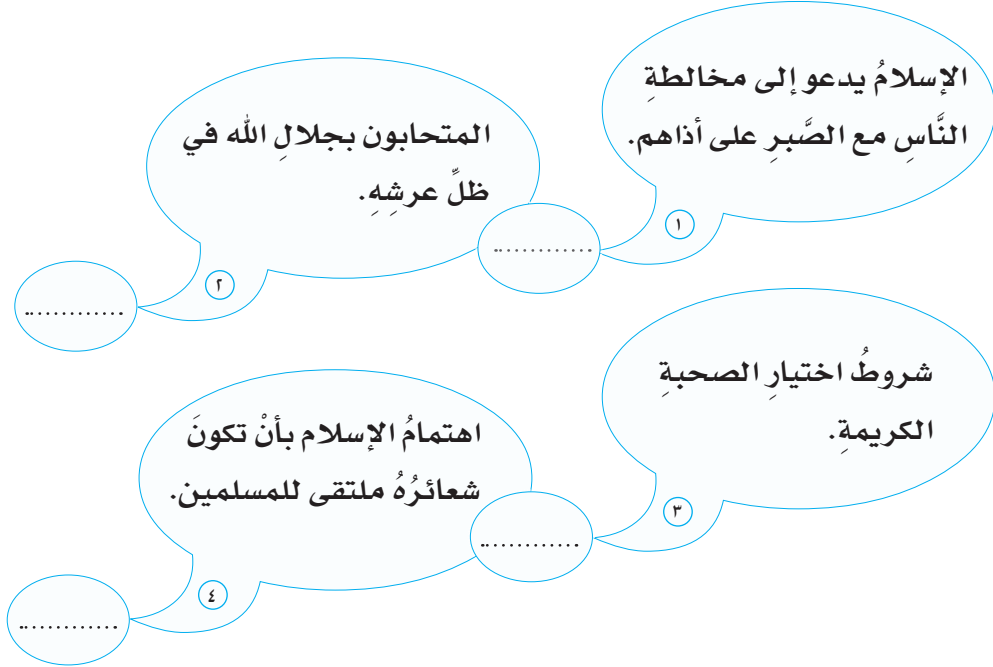 الإسلامُ يدعو إلى مخالطةِ
النَّاسِ مع الصَّبرِ على أذاهم.
١
.............
المتحابون بجلالِ الله في
ظلِّ عرشِهِ.
٢
.............
شروطُ اختيارِ الصحبةِ
الكريمةِ.
٣
.............
اهتمامُ الإسلام بأنْ تكونَ
شعائرُهُ ملتقى للمسلمين.
٤
.............